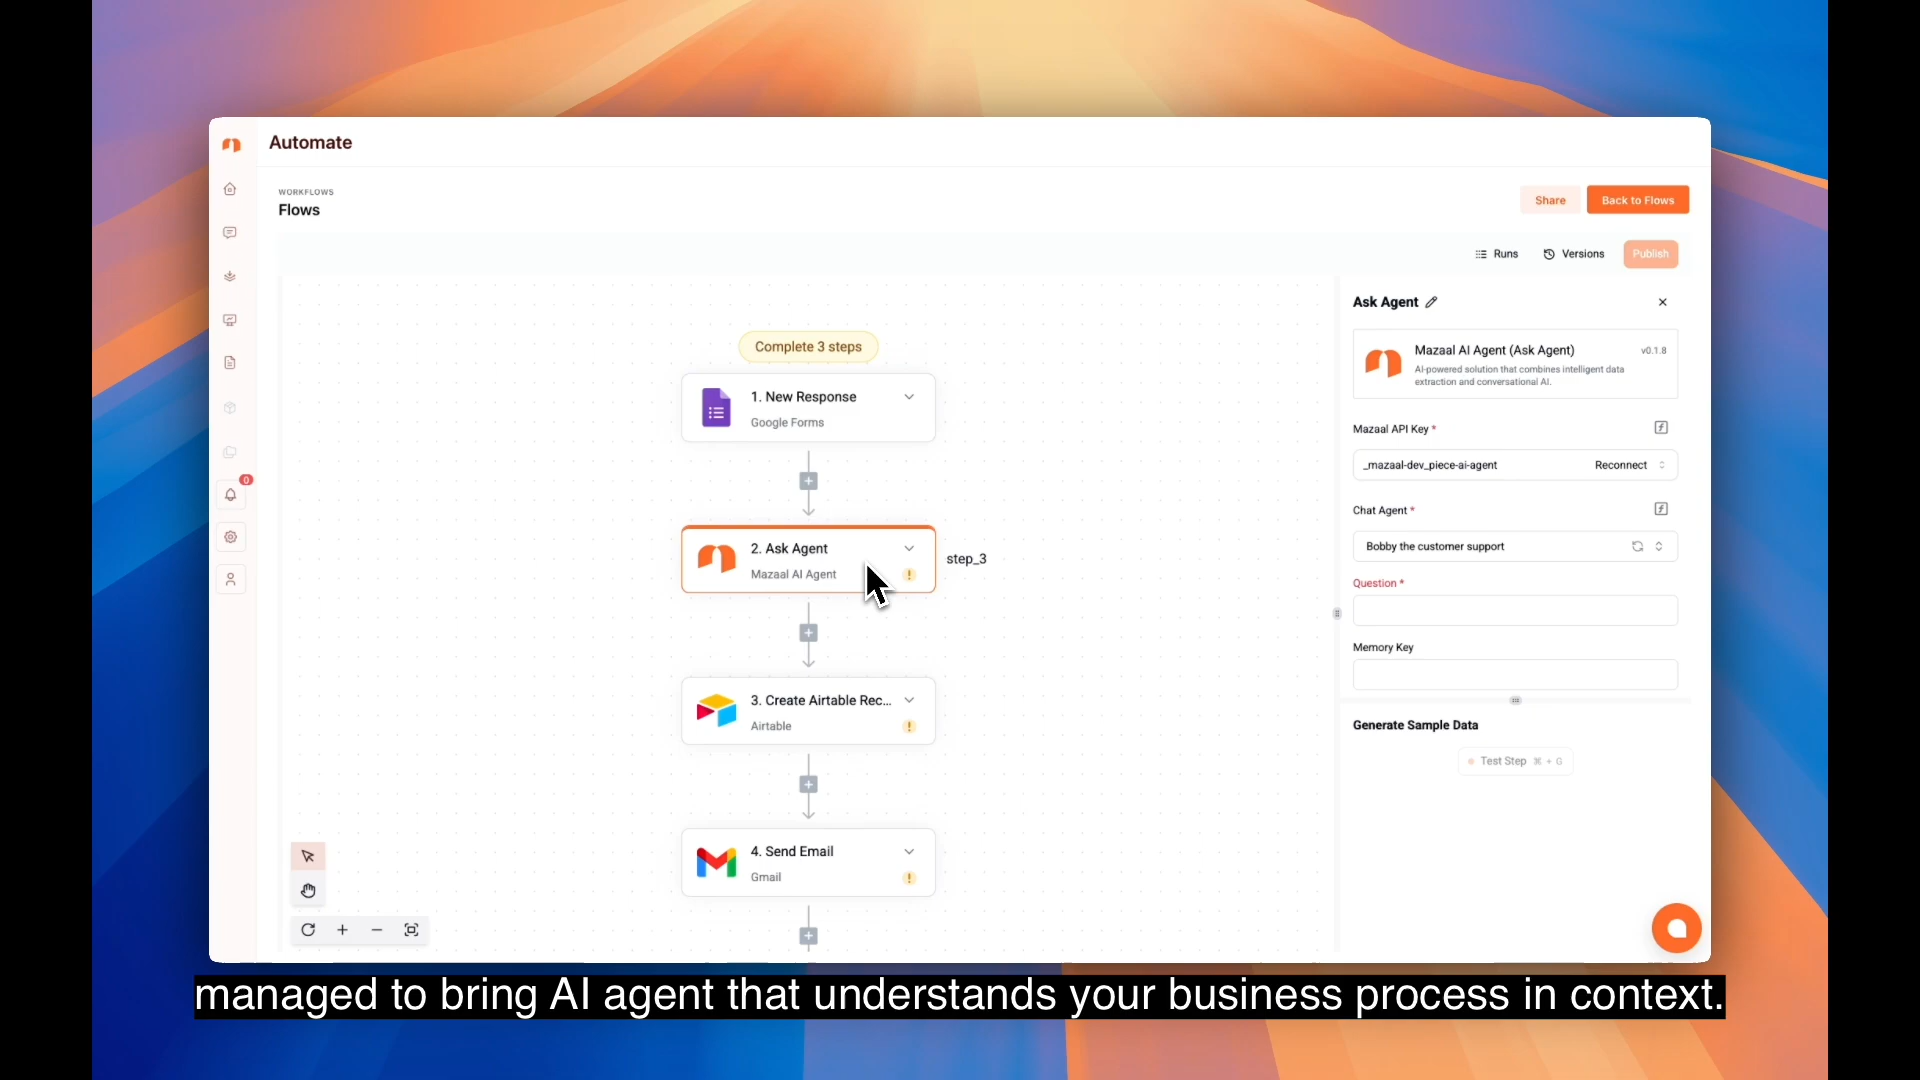 Automate
WORKFLOWS
Flows
Share
Back to Flows
Runs
Versions
Publish
Complete 3 steps
1. New Response
Google Forms
2. Ask Agent
Mazaal AI Agent
step_3
3. Create Airtable Rec...
Airtable
4. Send Email
Gmail
0
Ask Agent
Mazaal AI Agent (Ask Agent)
v0.1.8
AI-powered solution that combines intelligent data
extraction and conversational AI.
Mazaal API Key *
_mazaal-dev_piece-ai-agent
Reconnect
Chat Agent *
Bobby the customer support
Question *
Memory Key
Generate Sample Data
Test Step ⌘ + G
managed to bring AI agent that understands your business process in context.